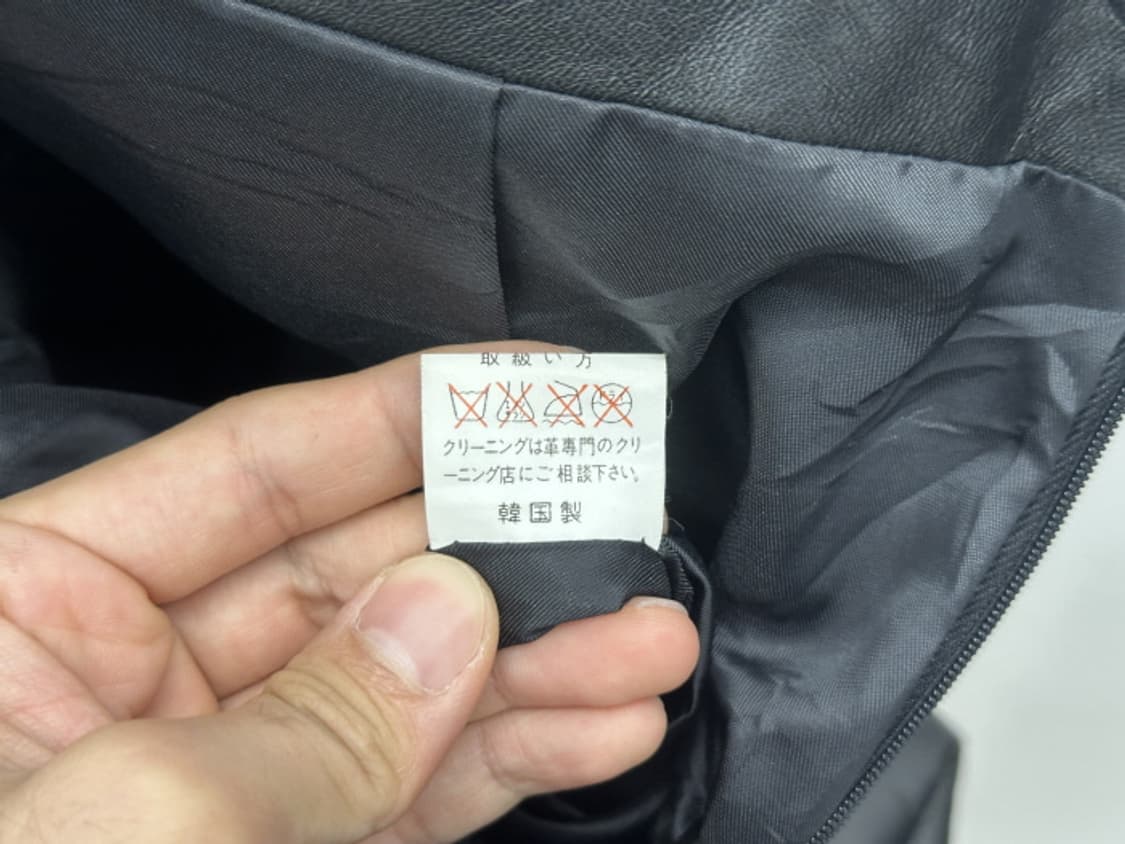 取扱い方
クリーニングは革専門のクリ
ーニング店にご相談下さい。
韓国製